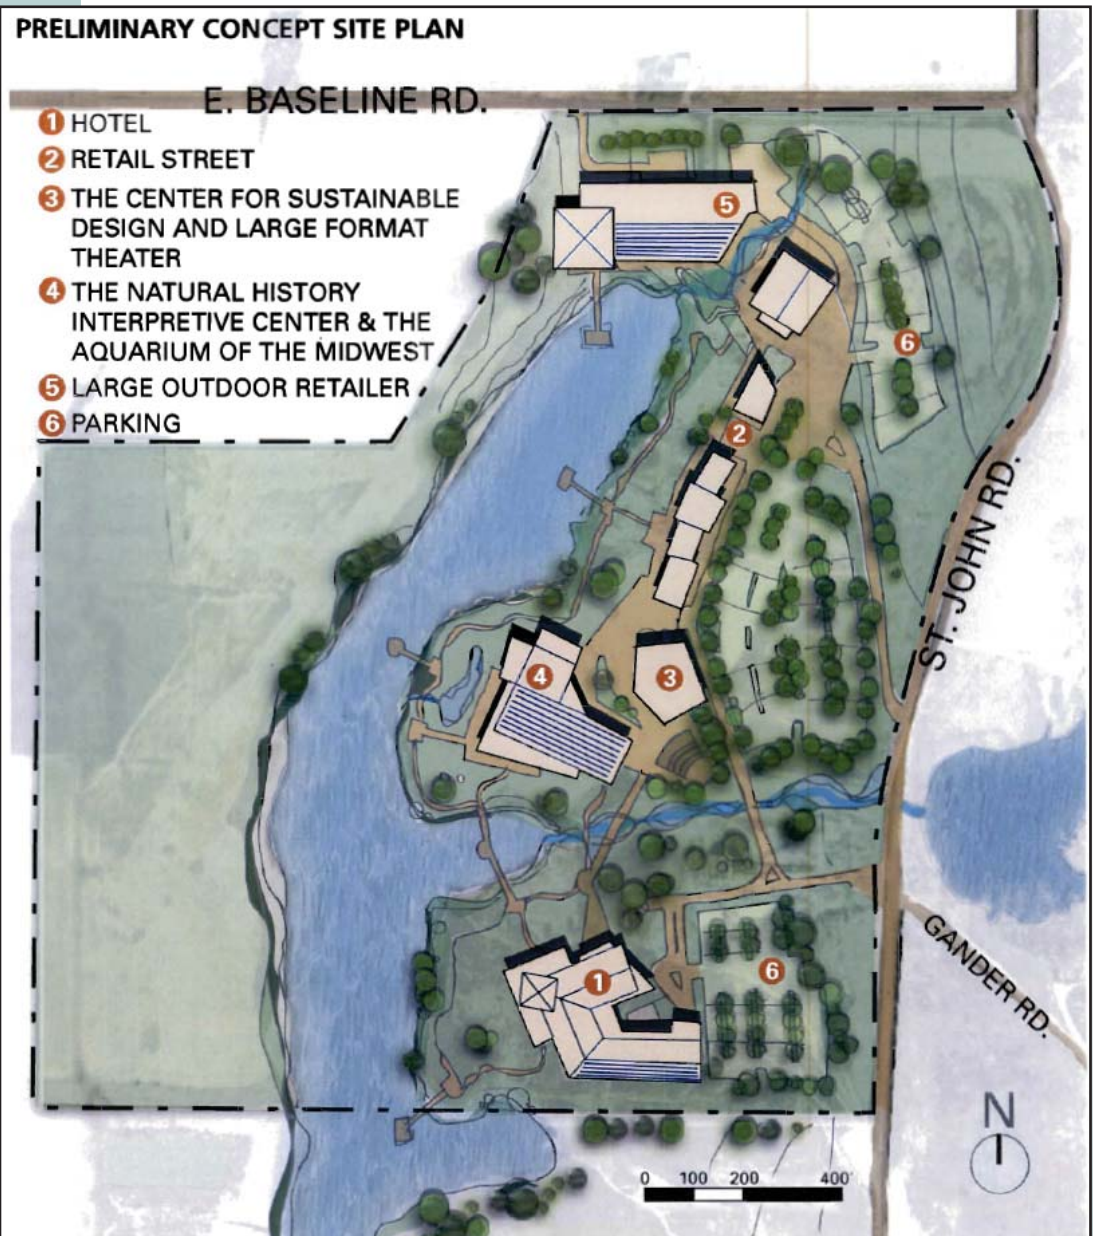 PRELIMINARY CONCEPT SITE PLAN
E. BASELINE RD.
1 HOTEL
2 RETAIL STREET
3 THE CENTER FOR SUSTAINABLE
DESIGN AND LARGE FORMAT
THEATER
4 THE NATURAL HISTORY
INTERPRETIVE CENTER & THE
AQUARIUM OF THE MIDWEST
5 LARGE OUTDOOR RETAILER
6 PARKING
5
6
2
ST. JOHN RD.
4
3
GANDER RD.
1
6
N
0 100 200 400'